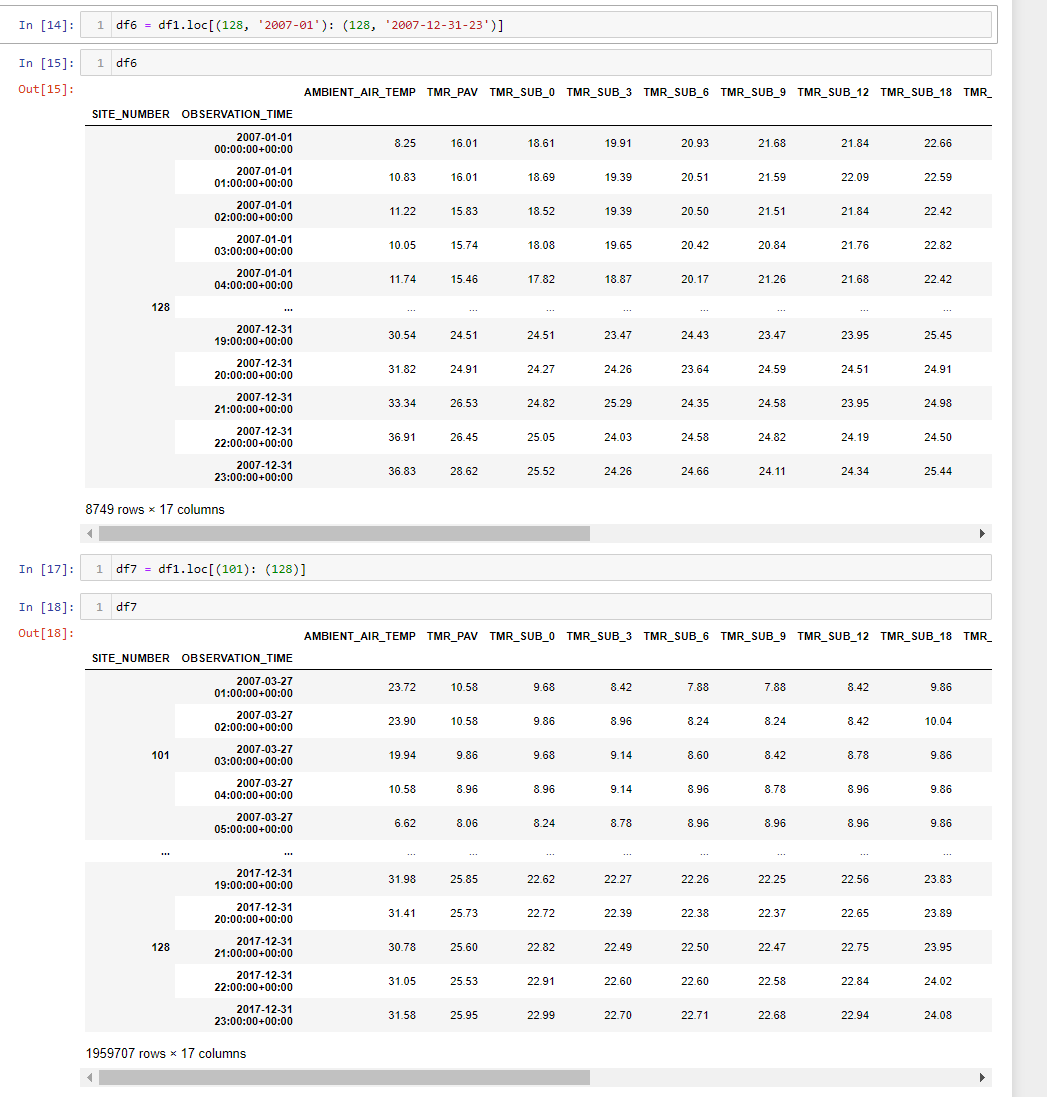 In [14]: 1 df6 = df1.loc[(128, '2007-01'): (128, '2007-12-31-23')]
In [15]: 1 df6
Out[15]:
AMBIENT_AIR_TEMP TMR_PAV TMR_SUB_0 TMR_SUB_3 TMR_SUB_6 TMR_SUB_9 TMR_SUB_12 TMR_SUB_18 TMR_
SITE_NUMBER OBSERVATION_TIME
2007-01-01
00:00:00+00:00 8.25 16.01 18.61 19.91 20.93 21.68 21.84 22.66
2007-01-01
01:00:00+00:00 10.83 16.01 18.69 19.39 20.51 21.59 22.09 22.59
2007-01-01
02:00:00+00:00 11.22 15.83 18.52 19.39 20.50 21.51 21.84 22.42
2007-01-01
03:00:00+00:00 10.05 15.74 18.08 19.65 20.42 20.84 21.76 22.82
2007-01-01
04:00:00+00:00 11.74 15.46 17.82 18.87 20.17 21.26 21.68 22.42
128 ... ... ... ... ... ... ... ... ...
2007-12-31
19:00:00+00:00 30.54 24.51 24.51 23.47 24.43 23.47 23.95 25.45
2007-12-31
20:00:00+00:00 31.82 24.91 24.27 24.26 23.64 24.59 24.51 24.91
2007-12-31
21:00:00+00:00 33.34 26.53 24.82 25.29 24.35 24.58 23.95 24.98
2007-12-31
22:00:00+00:00 36.91 26.45 25.05 24.03 24.58 24.82 24.19 24.50
2007-12-31
23:00:00+00:00 36.83 28.62 25.52 24.26 24.66 24.11 24.34 25.44
8749 rows × 17 columns
In [17]: 1 df7 = df1.loc[(101): (128)]
In [18]: 1 df7
Out[18]:
AMBIENT_AIR_TEMP TMR_PAV TMR_SUB_0 TMR_SUB_3 TMR_SUB_6 TMR_SUB_9 TMR_SUB_12 TMR_SUB_18 TMR_
SITE_NUMBER OBSERVATION_TIME
2007-03-27
01:00:00+00:00 23.72 10.58 9.68 8.42 7.88 7.88 8.42 9.86
2007-03-27
02:00:00+00:00 23.90 10.58 9.86 8.96 8.24 8.24 8.42 10.04
101 2007-03-27
03:00:00+00:00 19.94 9.86 9.68 9.14 8.60 8.42 8.78 9.86
2007-03-27
04:00:00+00:00 10.58 8.96 8.96 9.14 8.96 8.78 8.96 9.86
2007-03-27
05:00:00+00:00 6.62 8.06 8.24 8.78 8.96 8.96 8.96 9.86
... ... ... ... ... ... ... ... ... ...
2017-12-31
19:00:00+00:00 31.98 25.85 22.62 22.27 22.26 22.25 22.56 23.83
2017-12-31
20:00:00+00:00 31.41 25.73 22.72 22.39 22.38 22.37 22.65 23.89
128 2017-12-31
21:00:00+00:00 30.78 25.60 22.82 22.49 22.50 22.47 22.75 23.95
2017-12-31
22:00:00+00:00 31.05 25.53 22.91 22.60 22.60 22.58 22.84 24.02
2017-12-31
23:00:00+00:00 31.58 25.95 22.99 22.70 22.71 22.68 22.94 24.08
1959707 rows × 17 columns